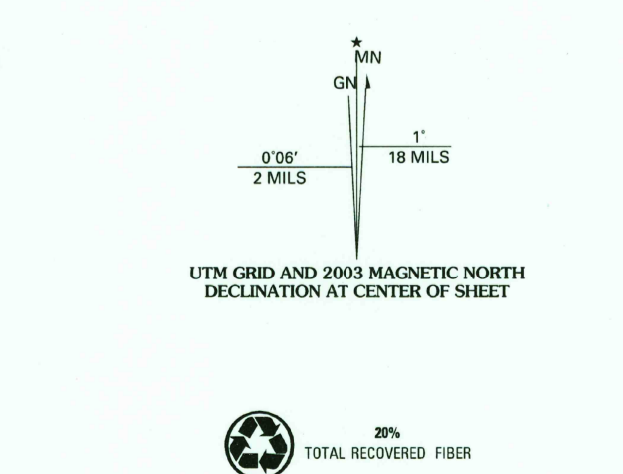 ★
MN
GN
1°
18 MILS
0°06′
2 MILS
UTM GRID AND 2003 MAGNETIC NORTH
DECLINATION AT CENTER OF SHEET
20%
TOTAL RECOVERED FIBER